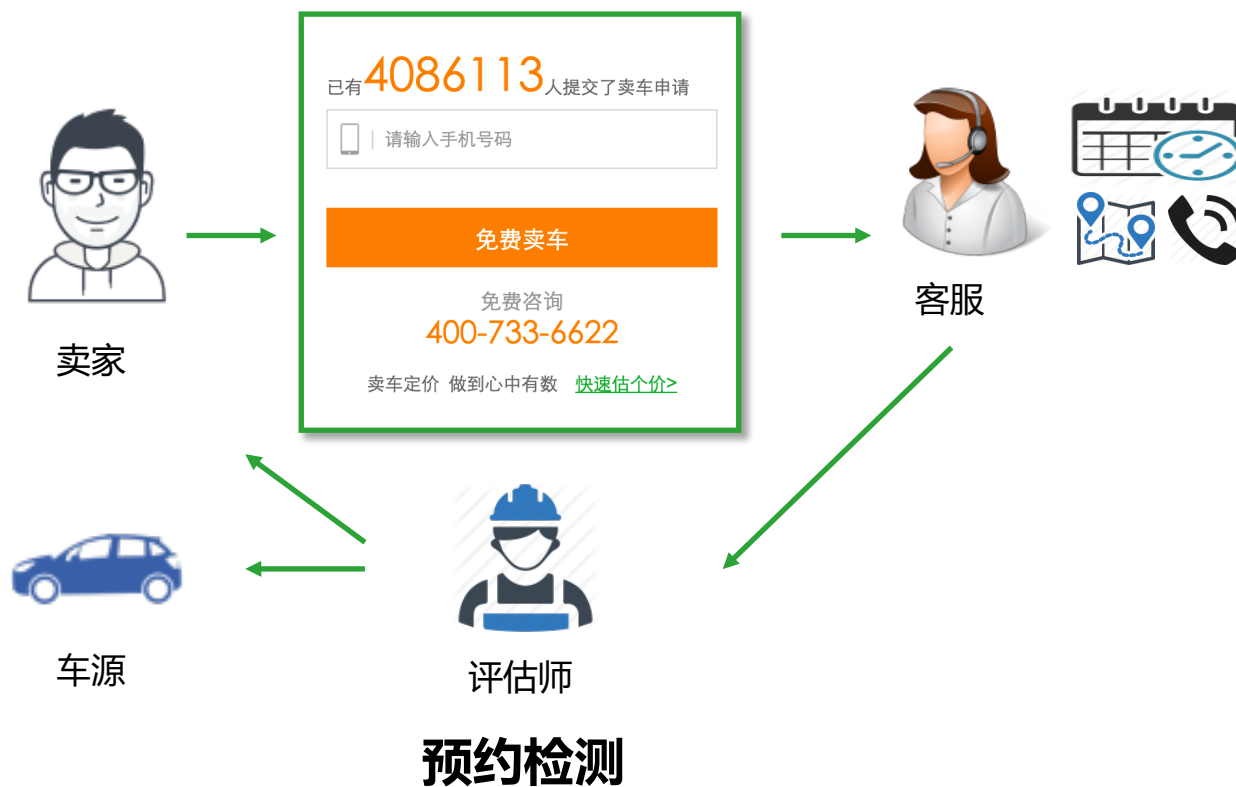 已有4086113人提交了卖车申请
请输入手机号码
免费卖车
免费咨询
400-733-6622
卖车定价 做到心中有数 快速估个价>
卖家
客服
车源
评估师
预约检测